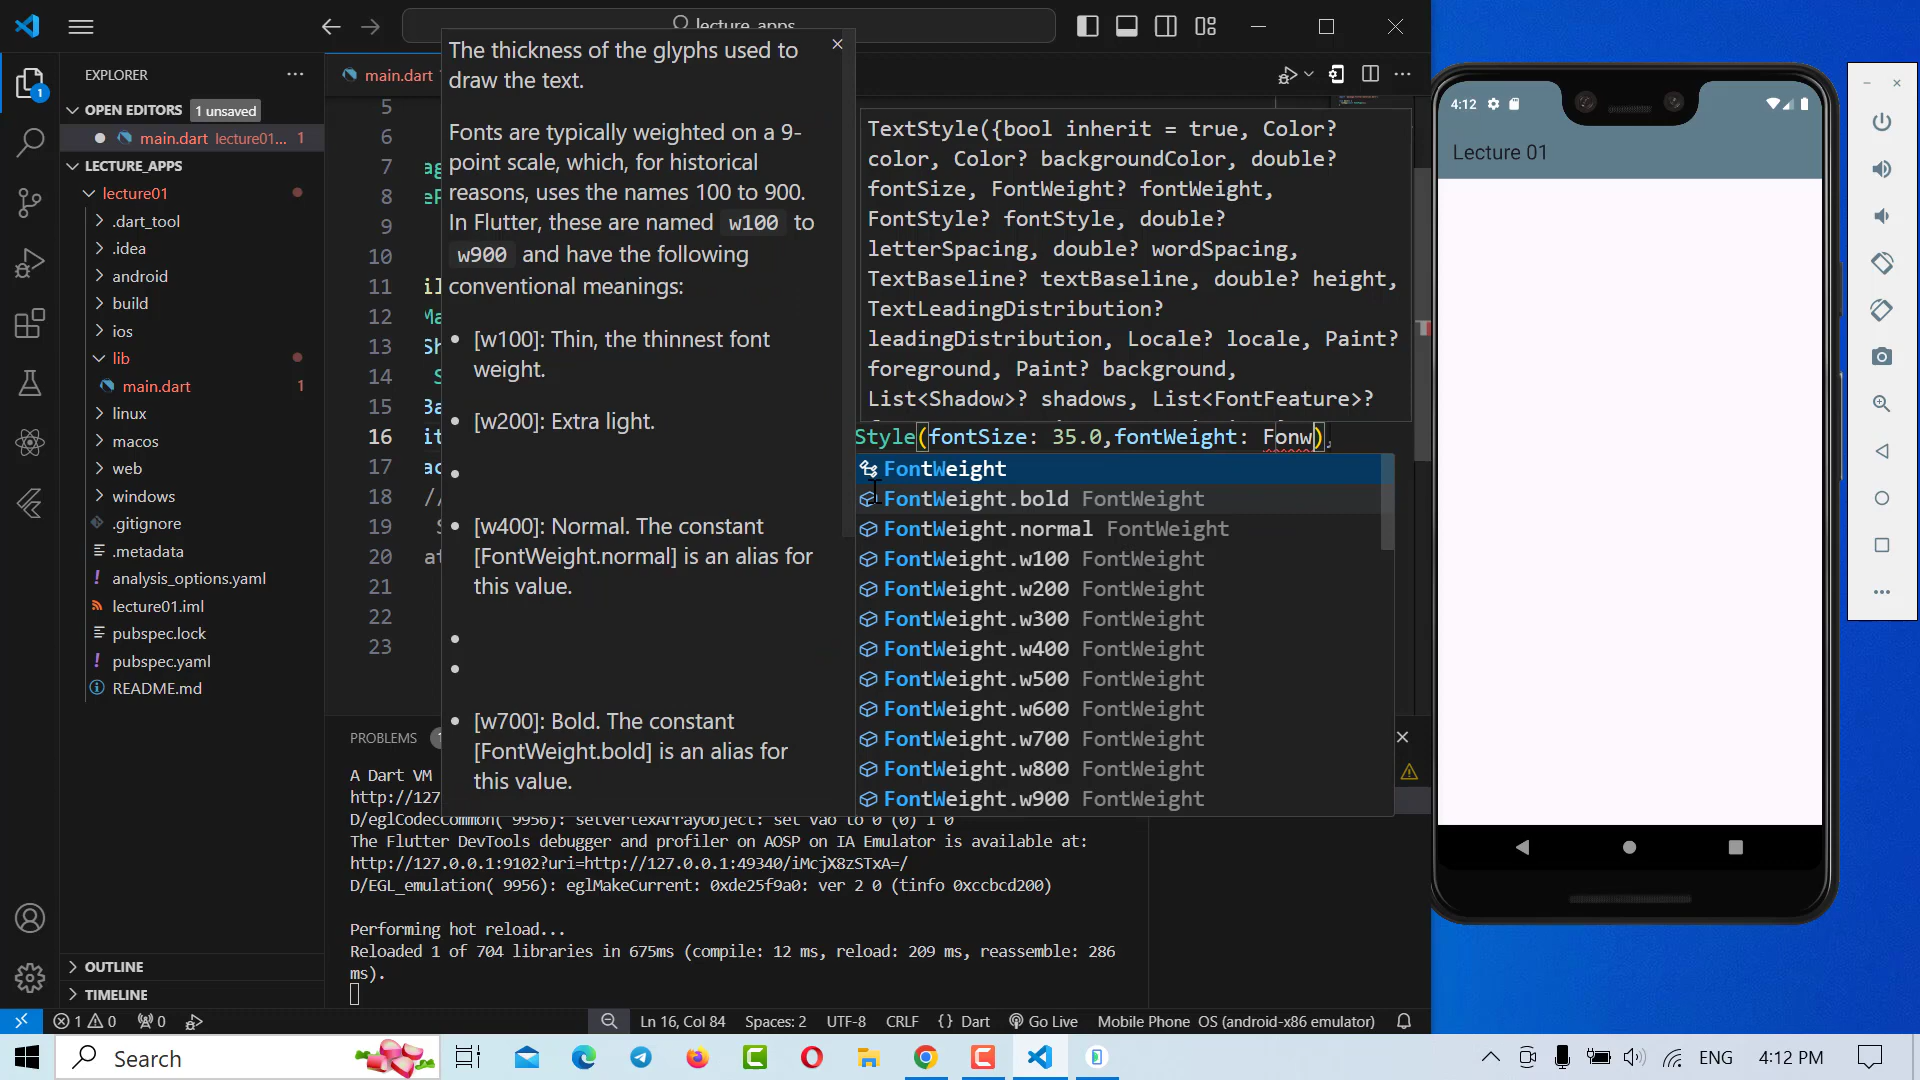 lecture_apps
EXPLORER
OPEN EDITORS 1 unsaved
main.dart lecture01... 1
LECTURE_APPS
lecture01
.dart_tool
.idea
android
build
ios
lib
main.dart 1
linux
macos
web
windows
.gitignore
.metadata
analysis_options.yaml
lecture01.iml
pubspec.lock
pubspec.yaml
README.md
OUTLINE
TIMELINE
main.dart
5
6
7
8
9
10
11
12
13
14
15
16
17
18
19
20
21
22
23
The thickness of the glyphs used to
draw the text.
Fonts are typically weighted on a 9-
point scale, which, for historical
reasons, uses the names 100 to 900.
In Flutter, these are named w100 to
w900 and have the following
conventional meanings:
• [w100]: Thin, the thinnest font
weight.
• [w200]: Extra light.
•
• [w400]: Normal. The constant
[FontWeight.normal] is an alias for
this value.
•
•
• [w700]: Bold. The constant
[FontWeight.bold] is an alias for
this value.
TextStyle({bool inherit = true, Color?
color, Color? backgroundColor, double?
fontSize, FontWeight? fontWeight,
FontStyle? fontStyle, double?
letterSpacing, double? wordSpacing,
TextBaseline? textBaseline, double? height,
TextLeadingDistribution?
leadingDistribution, Locale? locale, Paint?
foreground, Paint? background,
List<Shadow>? shadows, List<FontFeature>?
Style(fontSize: 35.0,fontWeight: Fonw),
FontWeight
FontWeight.bold FontWeight
FontWeight.normal FontWeight
FontWeight.w100 FontWeight
FontWeight.w200 FontWeight
FontWeight.w300 FontWeight
FontWeight.w400 FontWeight
FontWeight.w500 FontWeight
FontWeight.w600 FontWeight
FontWeight.w700 FontWeight
FontWeight.w800 FontWeight
FontWeight.w900 FontWeight
PROBLEMS
A Dart VM
http://127
D/eglCodecCommon( 9956): setVertexArrayObject: set vao to 0 (0) 1 0
The Flutter DevTools debugger and profiler on AOSP on IA Emulator is available at:
http://127.0.0.1:9102?uri=http://127.0.0.1:49340/iMcjX8zSTxA=/
D/EGL_emulation( 9956): eglMakeCurrent: 0xde25f9a0: ver 2 0 (tinfo 0xccbcd200)
Performing hot reload...
Reloaded 1 of 704 libraries in 675ms (compile: 12 ms, reload: 209 ms, reassemble: 286
ms).
1 0 0 Ln 16, Col 84 Spaces: 2 UTF-8 CRLF {} Dart Go Live Mobile Phone OS (android-x86 emulator)
4:12
Lecture 01
Search
ENG 4:12 PM